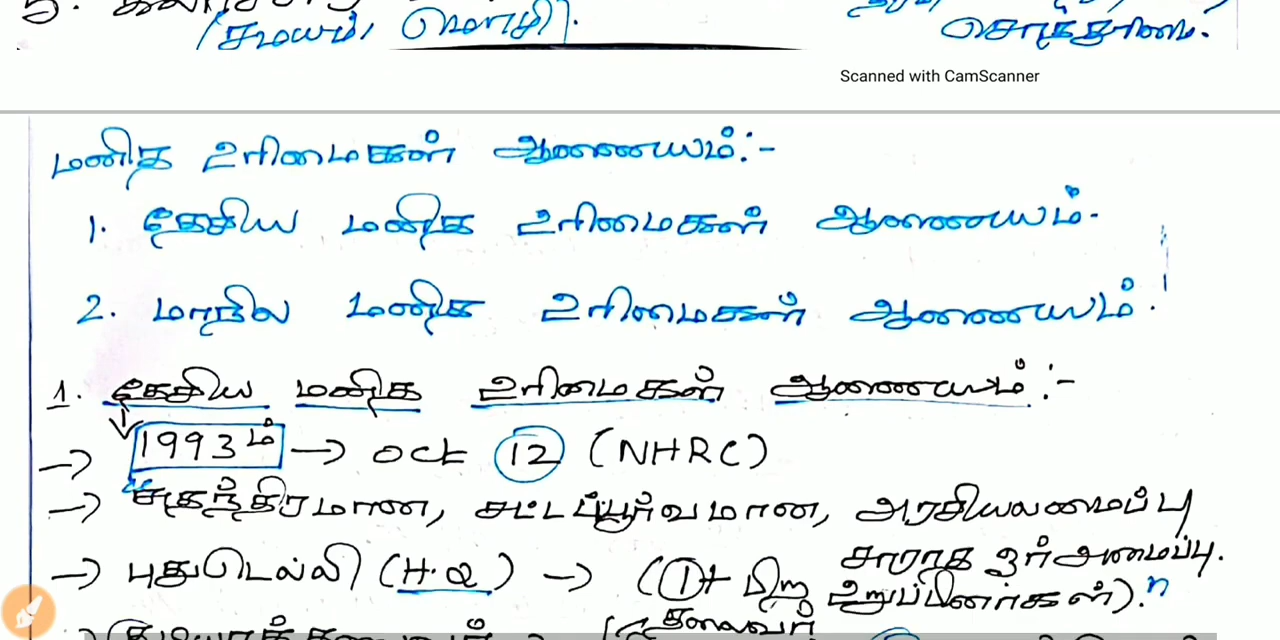 5.
(சமயம், மொழி).
சொத்துரிமை.
Scanned with CamScanner
மனித உரிமைகள் ஆணையம்:-
1. தேசிய மனித உரிமைகள் ஆணையம்.
2. மாநில மனித உரிமைகள் ஆணையம்.
1. தேசிய மனித உரிமைகள் ஆணையம்:-
→ 1993ம் → oct 12 (NHRC)
→ "சுதந்திரமான, சட்டப்பூர்வமான, அரசியலமைப்பு
சாராத ஓர் அமைப்பு.
→ புதுடெல்லி (H.Q) → (1 + பிற உறுப்பினர்கள்).n
தலைவர்